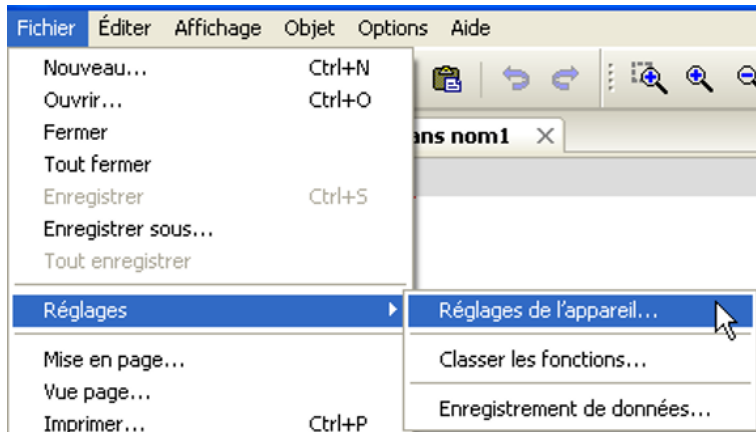 Fichier Éditer Affichage Objet Options Aide
Nouveau... Ctrl+N
Ouvrir... Ctrl+O
Fermer
ans nom1
Tout fermer
Enregistrer Ctrl+S
Enregistrer sous...
Tout enregistrer
Réglages
Réglages de l'appareil...
Mise en page...
Classer les fonctions...
Vue page...
Enregistrement de données...
Imprimer... Ctrl+P